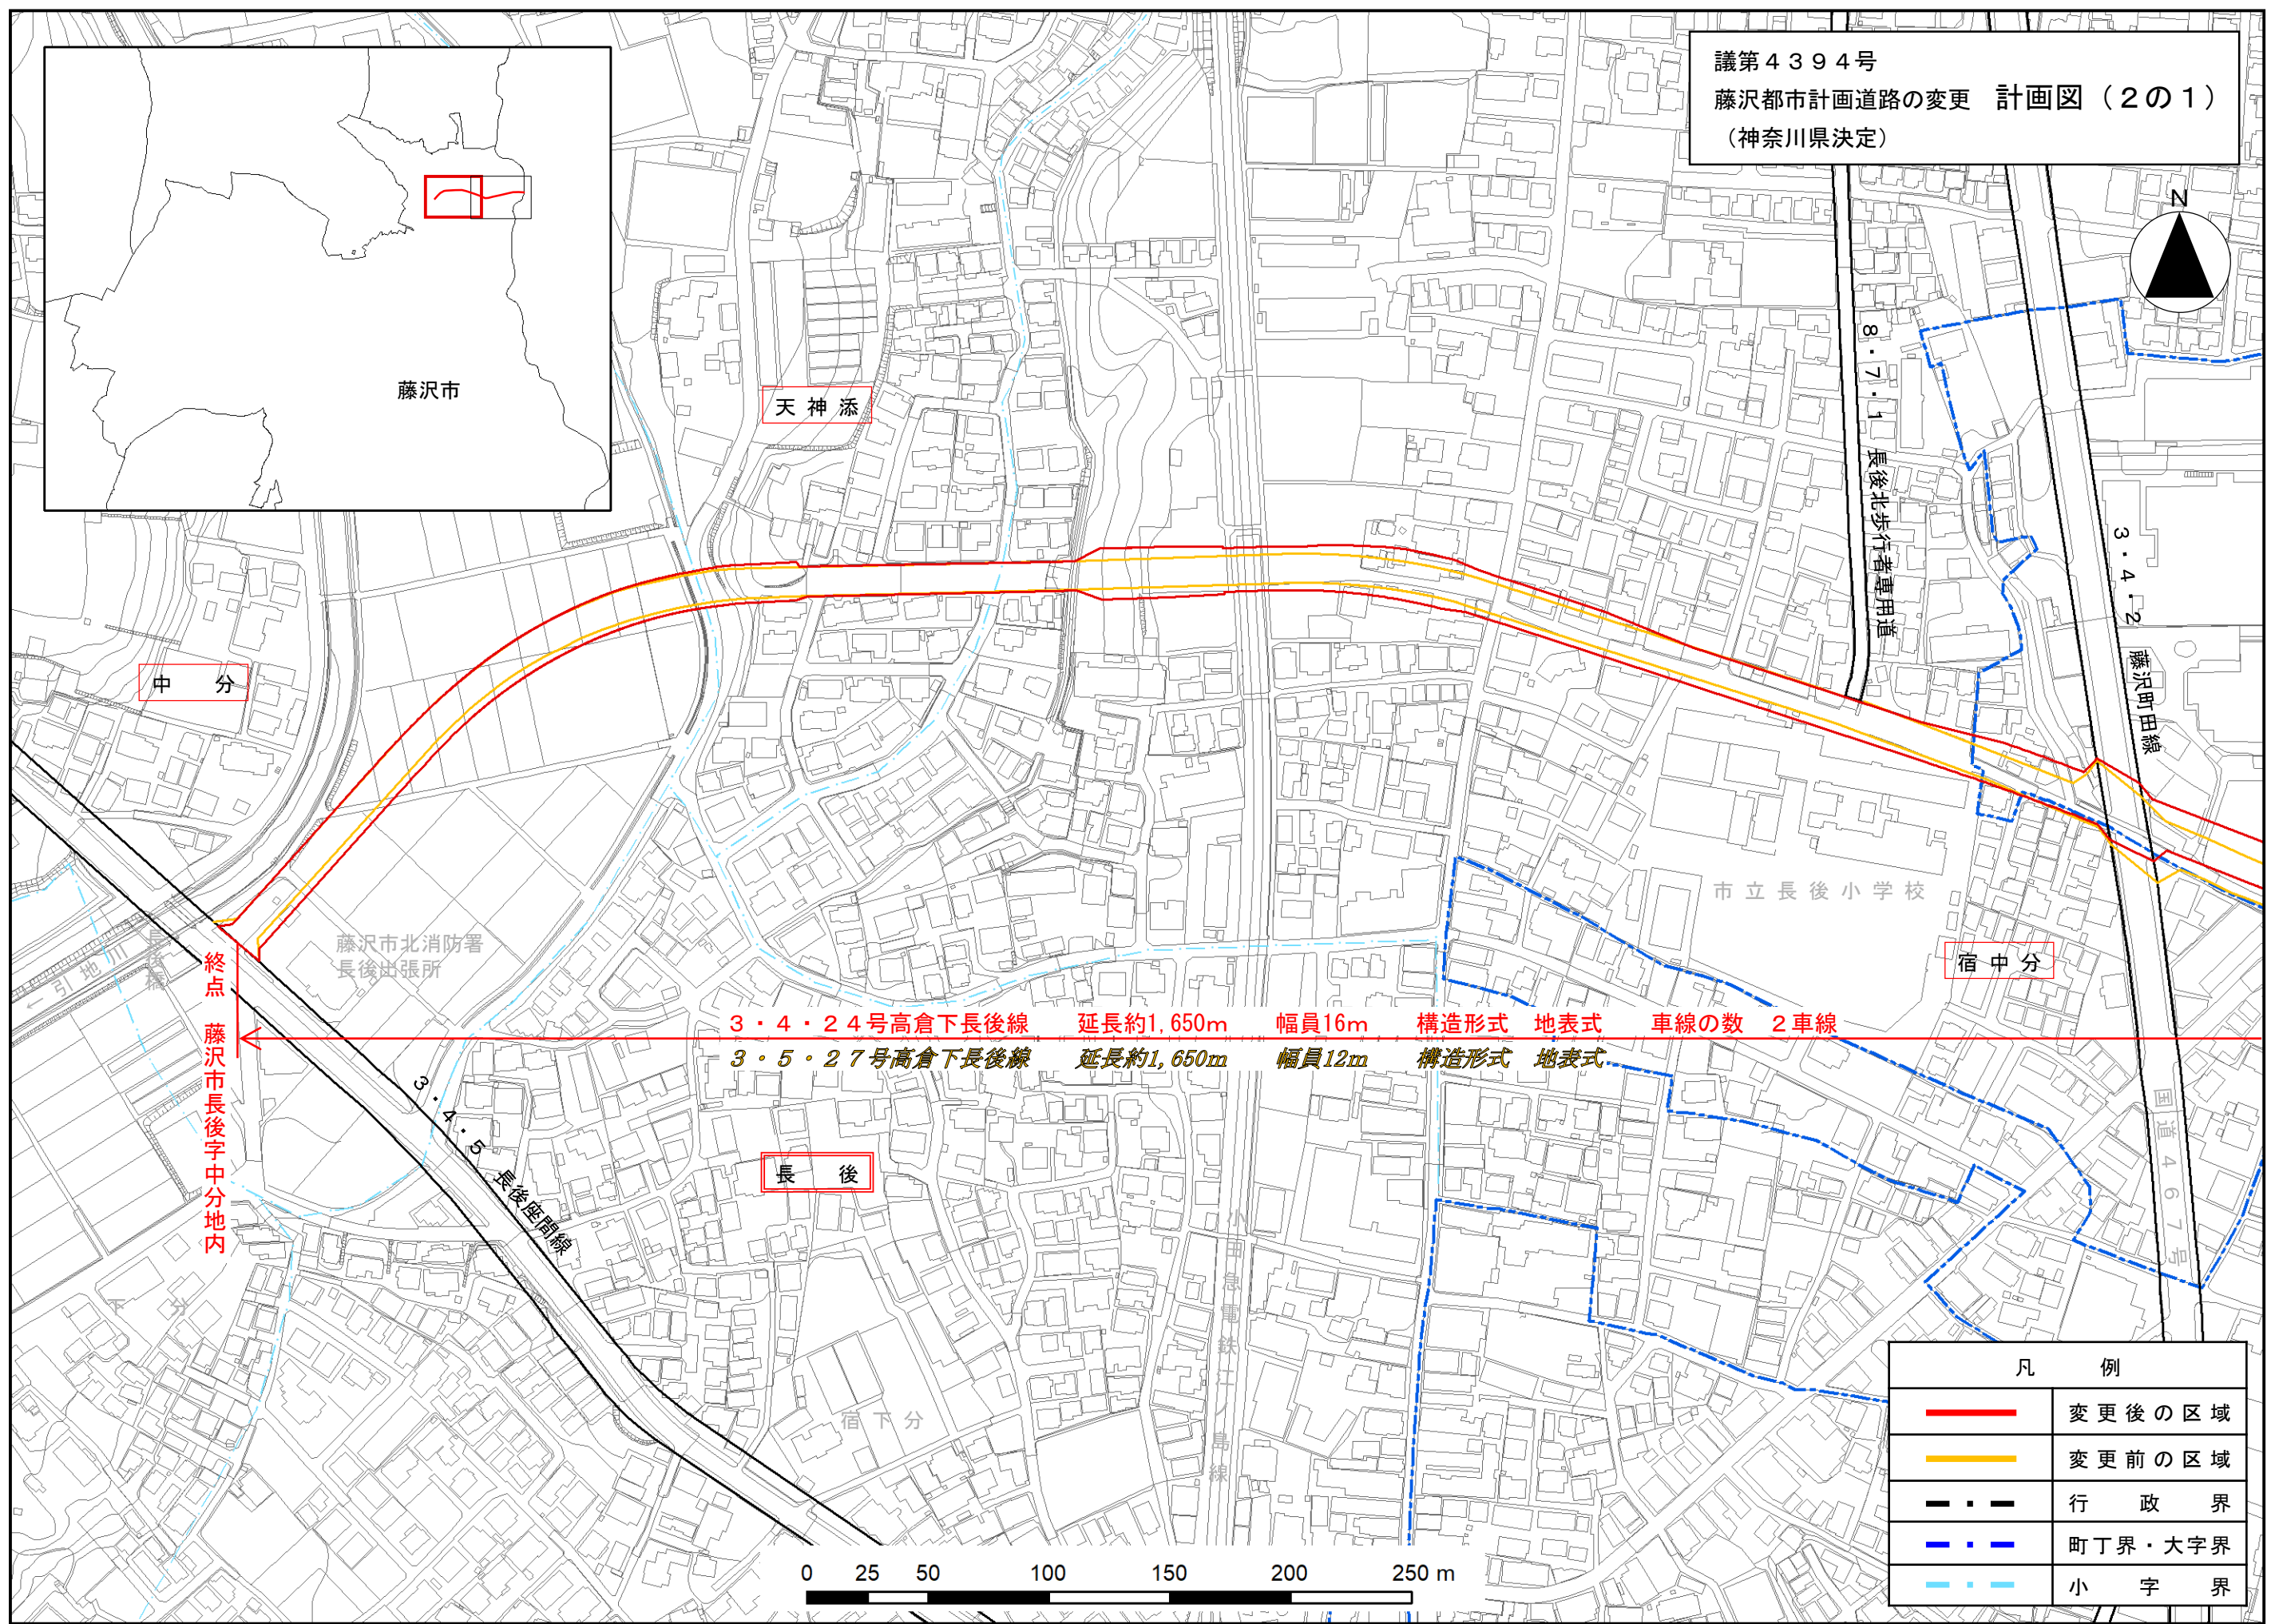 議第４３９４号
藤沢都市計画道路の変更　計画図（２の１）
（神奈川県決定）
N
藤沢市
天神添
8・7・1 長後北歩行者専用道
3・4・2 藤沢町田線
中　分
市立長後小学校
藤沢市北消防署
長後出張所
長後橋
←引地川
宿中分
終点　藤沢市長後字中分地内
３・４・２４号高倉下長後線　延長約1,650m　幅員16m　構造形式　地表式　車線の数　２車線
３・５・２７号高倉下長後線　延長約1,650m　幅員12m　構造形式　地表式
3・4・5 長後座間線
長　後
国道467号
小田急電鉄江ノ島線
下　分
宿下分
0 25 50 100 150 200 250 m
凡　例
変更後の区域
変更前の区域
行政界
町丁界・大字界
小字界